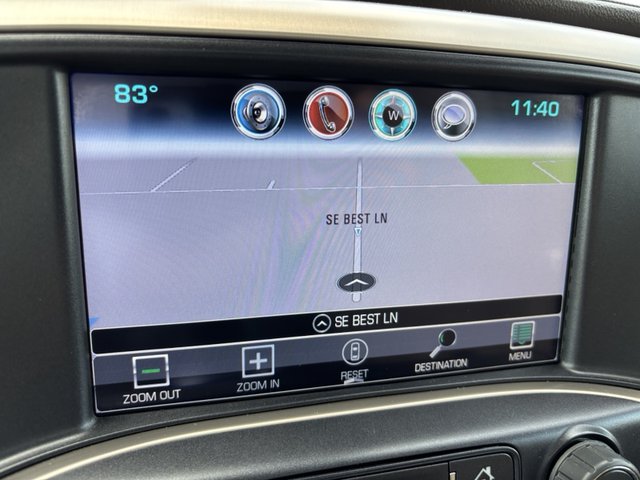 83°
W
11:40
SE BEST LN
SE BEST LN
ZOOM OUT
ZOOM IN
RESET
DESTINATION
MENU